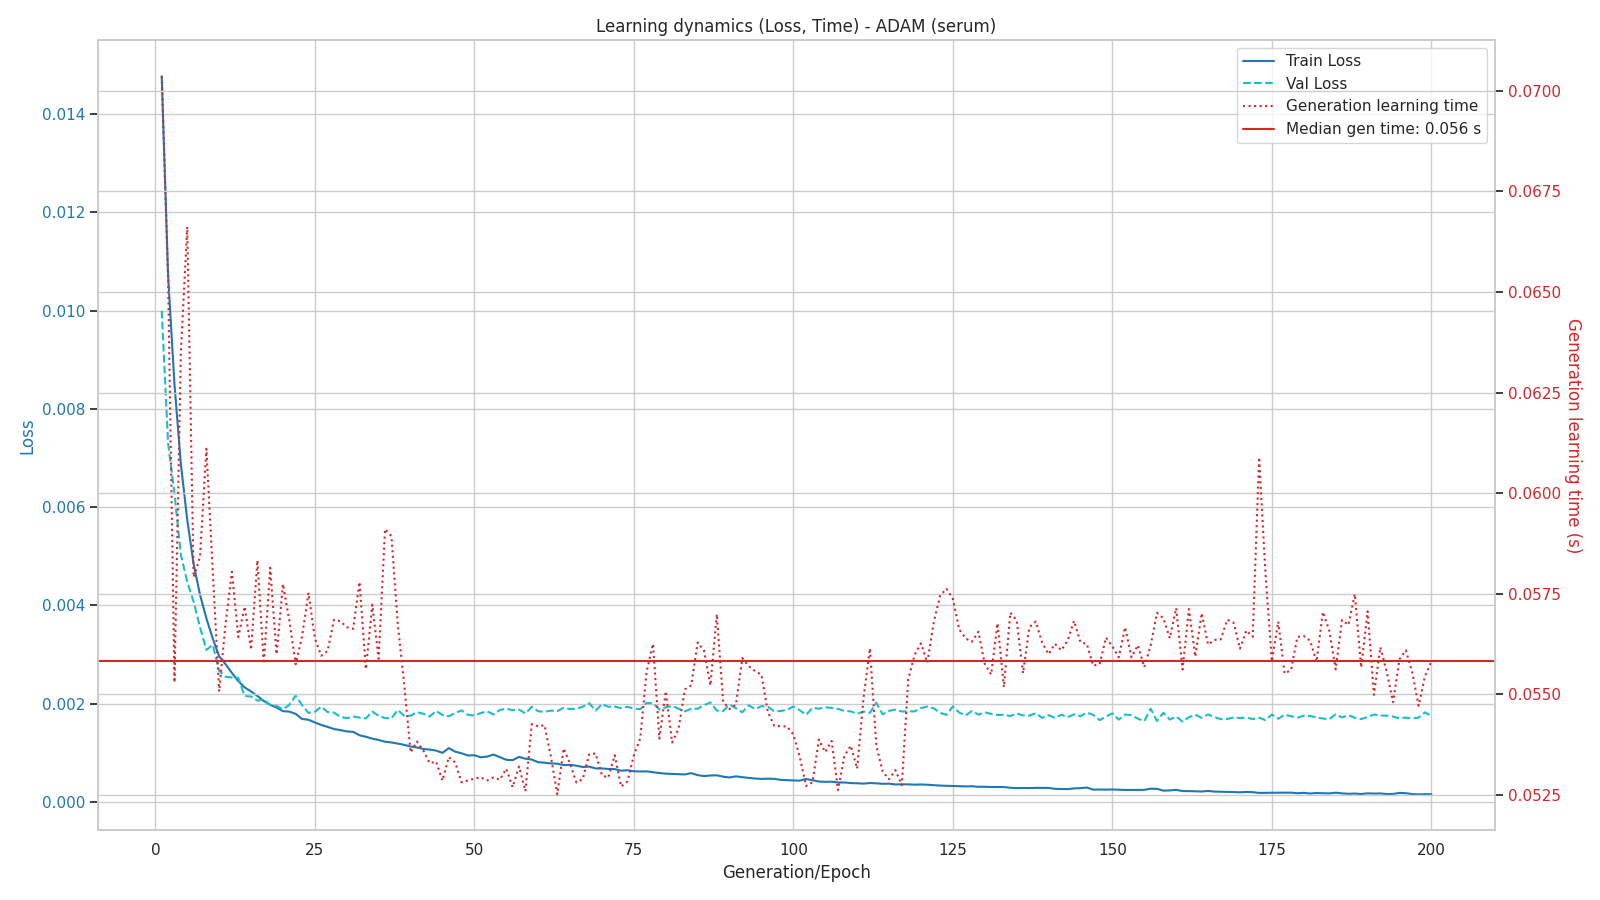 Learning dynamics (Loss, Time) - ADAM (serum)
Train Loss
Val Loss
Generation learning time
Median gen time: 0.056 s
Loss
0.014
0.012
0.010
0.008
0.006
0.004
0.002
0.000
0.0700
0.0675
0.0650
0.0625
0.0600
0.0575
0.0550
0.0525
Generation learning time (s)
0 25 50 75 100 125 150 175 200
Generation/Epoch